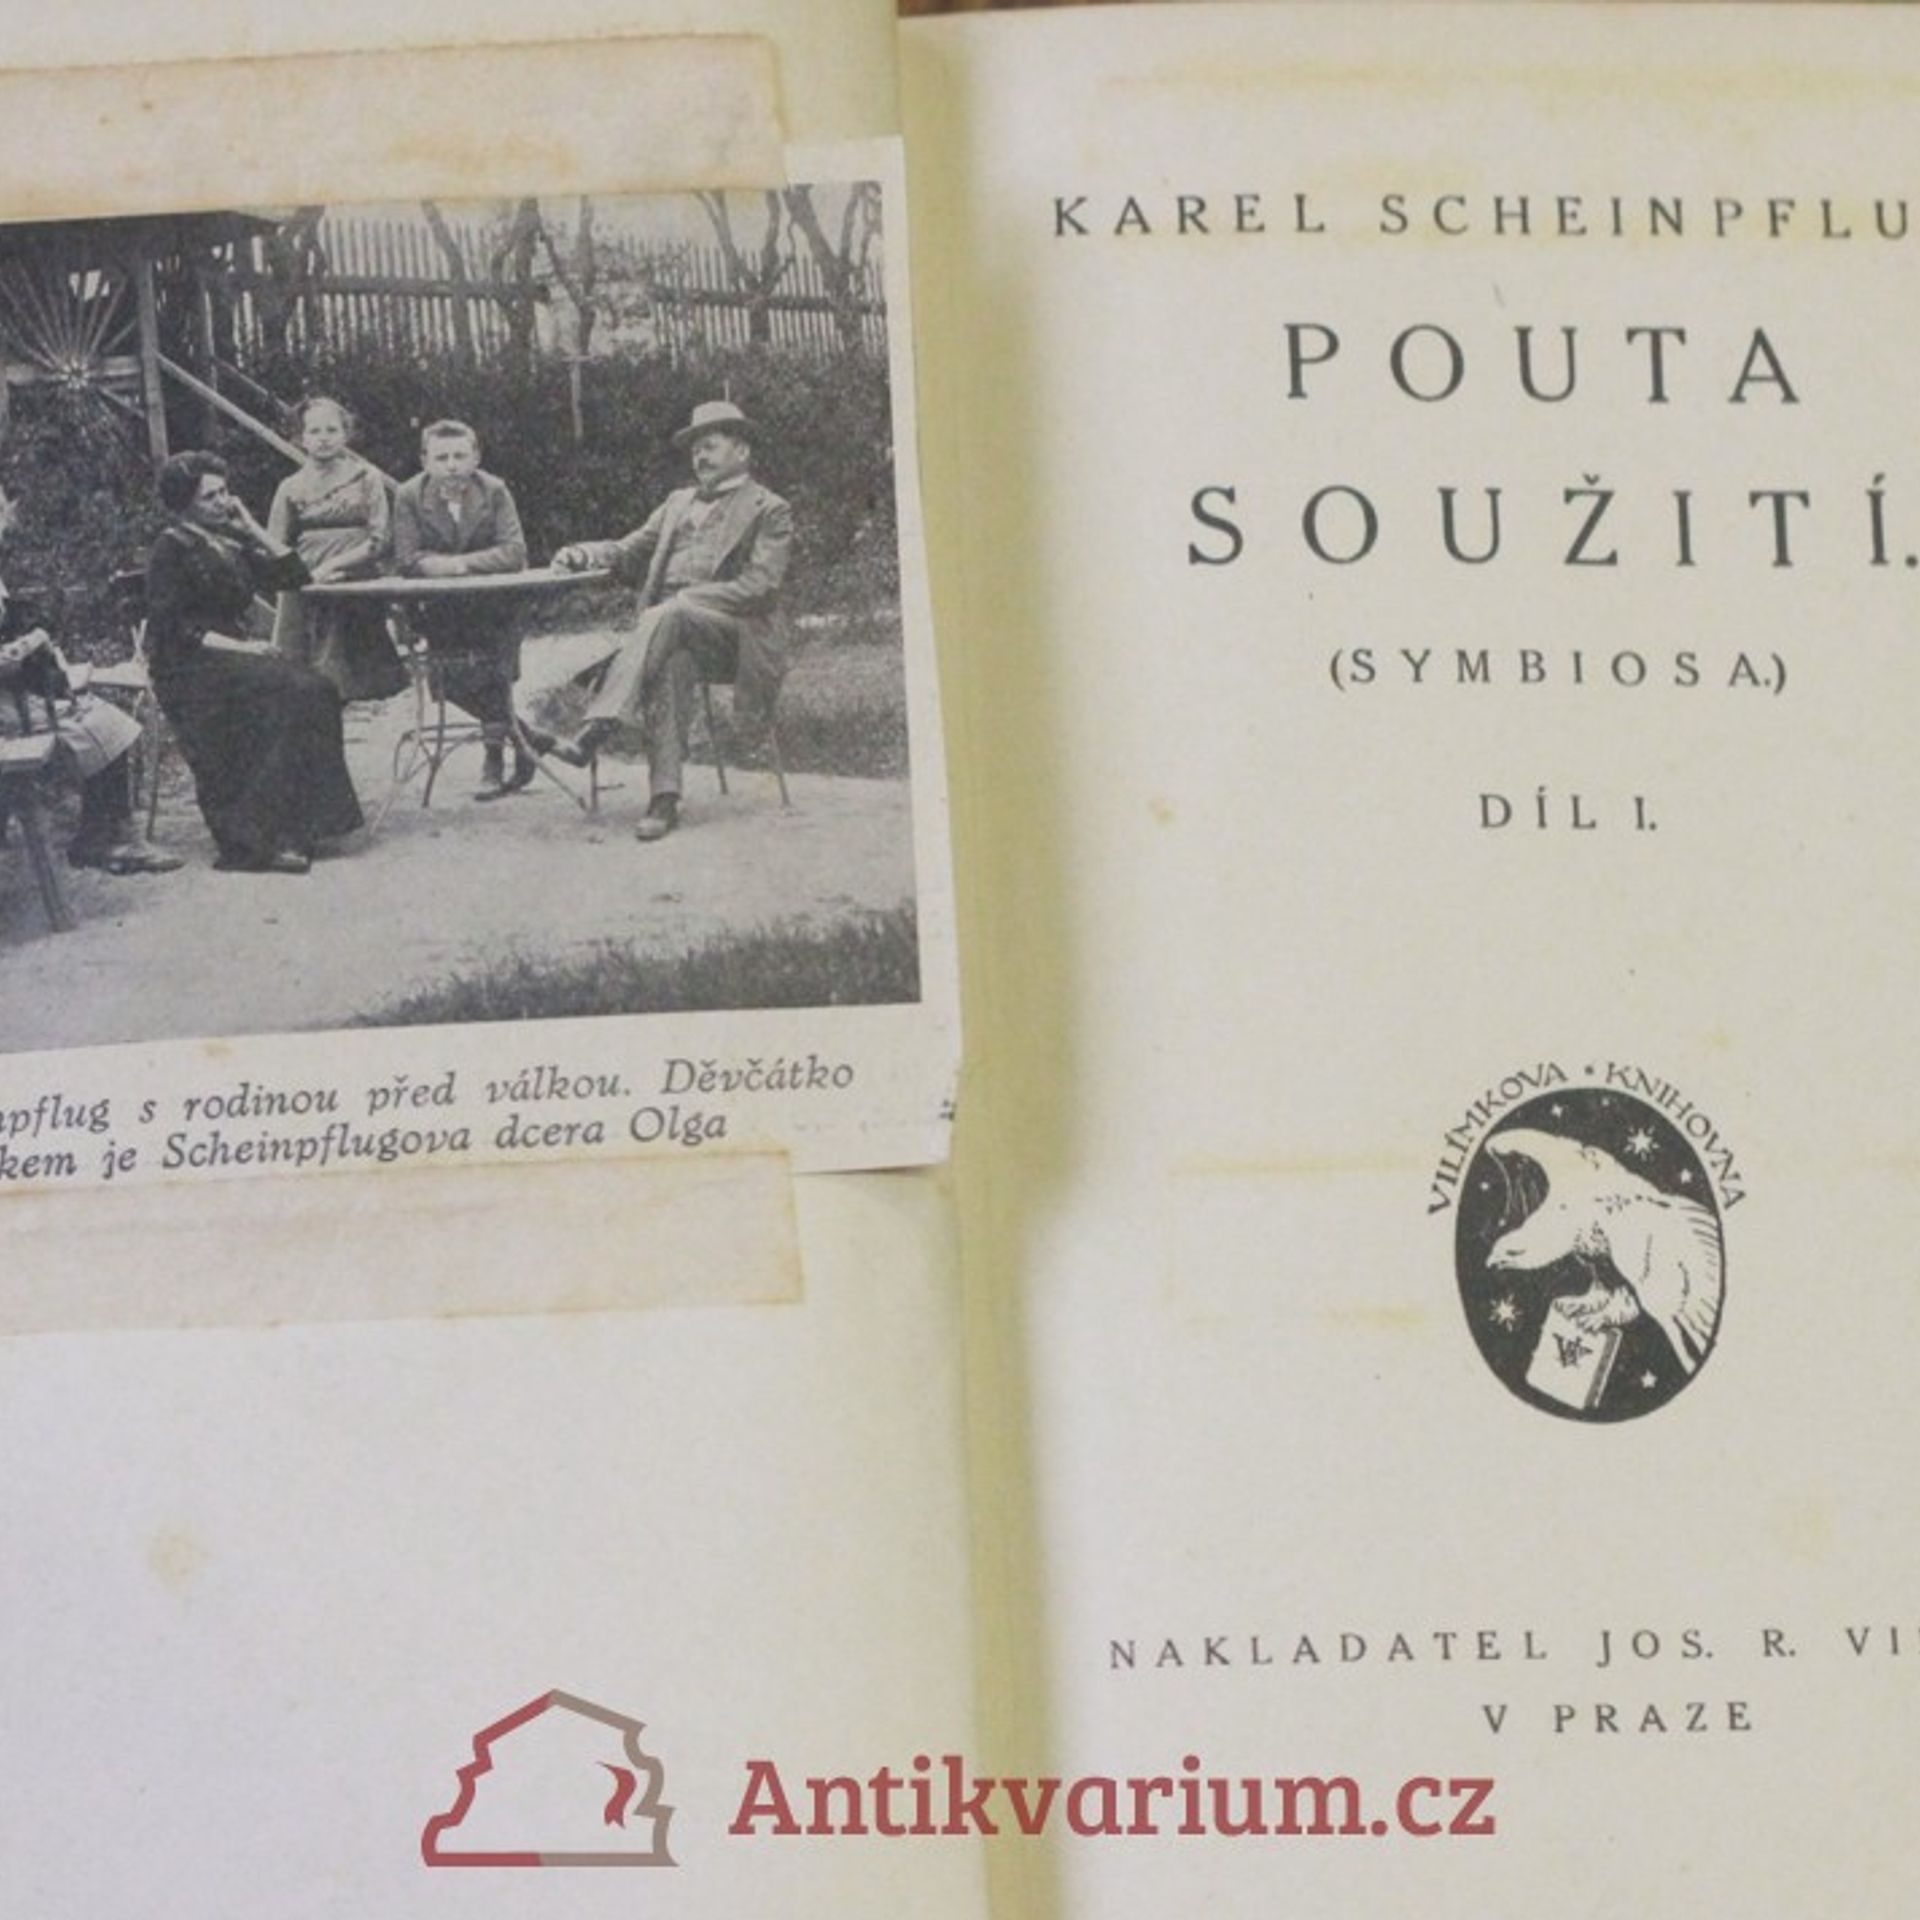 npflug s rodinou před válkou. Děvčátko
kem je Scheinpflugova dcera Olga
KAREL SCHEINPFLU
POUTA
SOUŽITÍ.
(SYMBIOSA.)
DÍL I.
VILÍMKOVA • KNIHOVNA
NAKLADATEL JOS. R. VI
V PRAZE
Antikvarium.cz